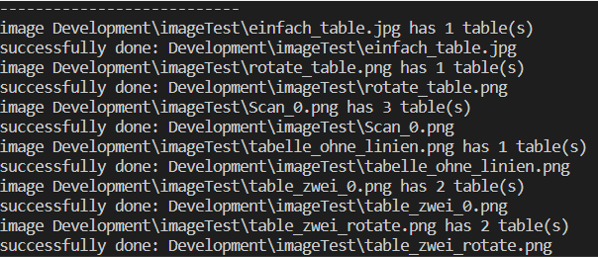 ---------------------------
image Development\imageTest\einfach_table.jpg has 1 table(s)
successfully done: Development\imageTest\einfach_table.jpg
image Development\imageTest\rotate_table.png has 1 table(s)
successfully done: Development\imageTest\rotate_table.png
image Development\imageTest\Scan_0.png has 3 table(s)
successfully done: Development\imageTest\Scan_0.png
image Development\imageTest\tabelle_ohne_linien.png has 1 table(s)
successfully done: Development\imageTest\tabelle_ohne_linien.png
image Development\imageTest\table_zwei_0.png has 2 table(s)
successfully done: Development\imageTest\table_zwei_0.png
image Development\imageTest\table_zwei_rotate.png has 2 table(s)
successfully done: Development\imageTest\table_zwei_rotate.png